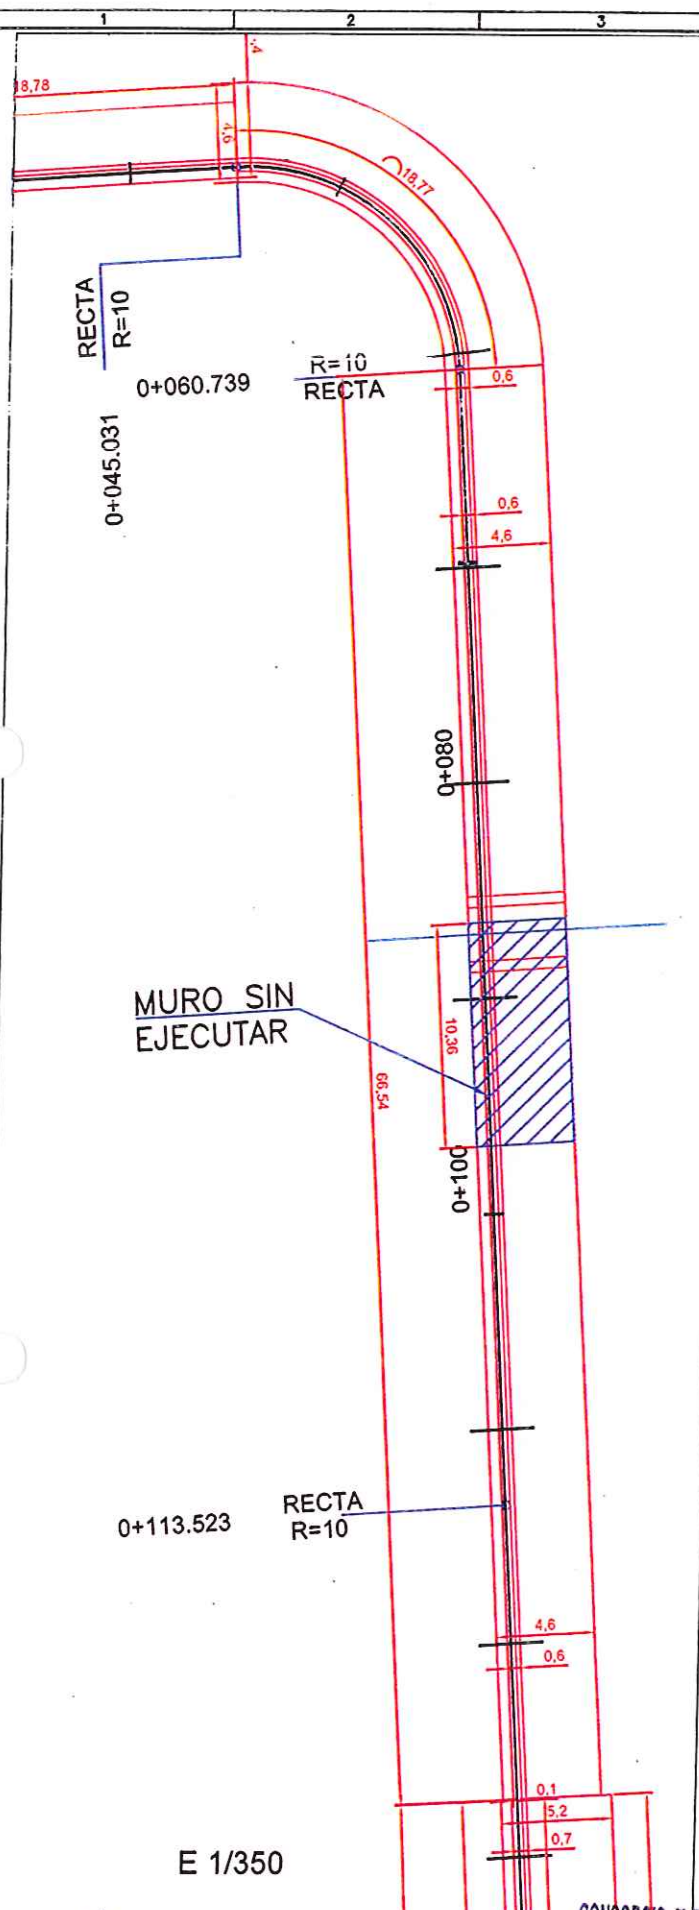 1 2 3
,4
18,78
4,6
18,77
RECTA
R=10
0+060.739
R=10
RECTA
0,6
0+045.031
0,6
4,6
0+080
MURO SIN
EJECUTAR
10,36
66,54
0+100
0+113.523
RECTA
R=10
4,6
0,6
0,1
5,2
0,7
E 1/350